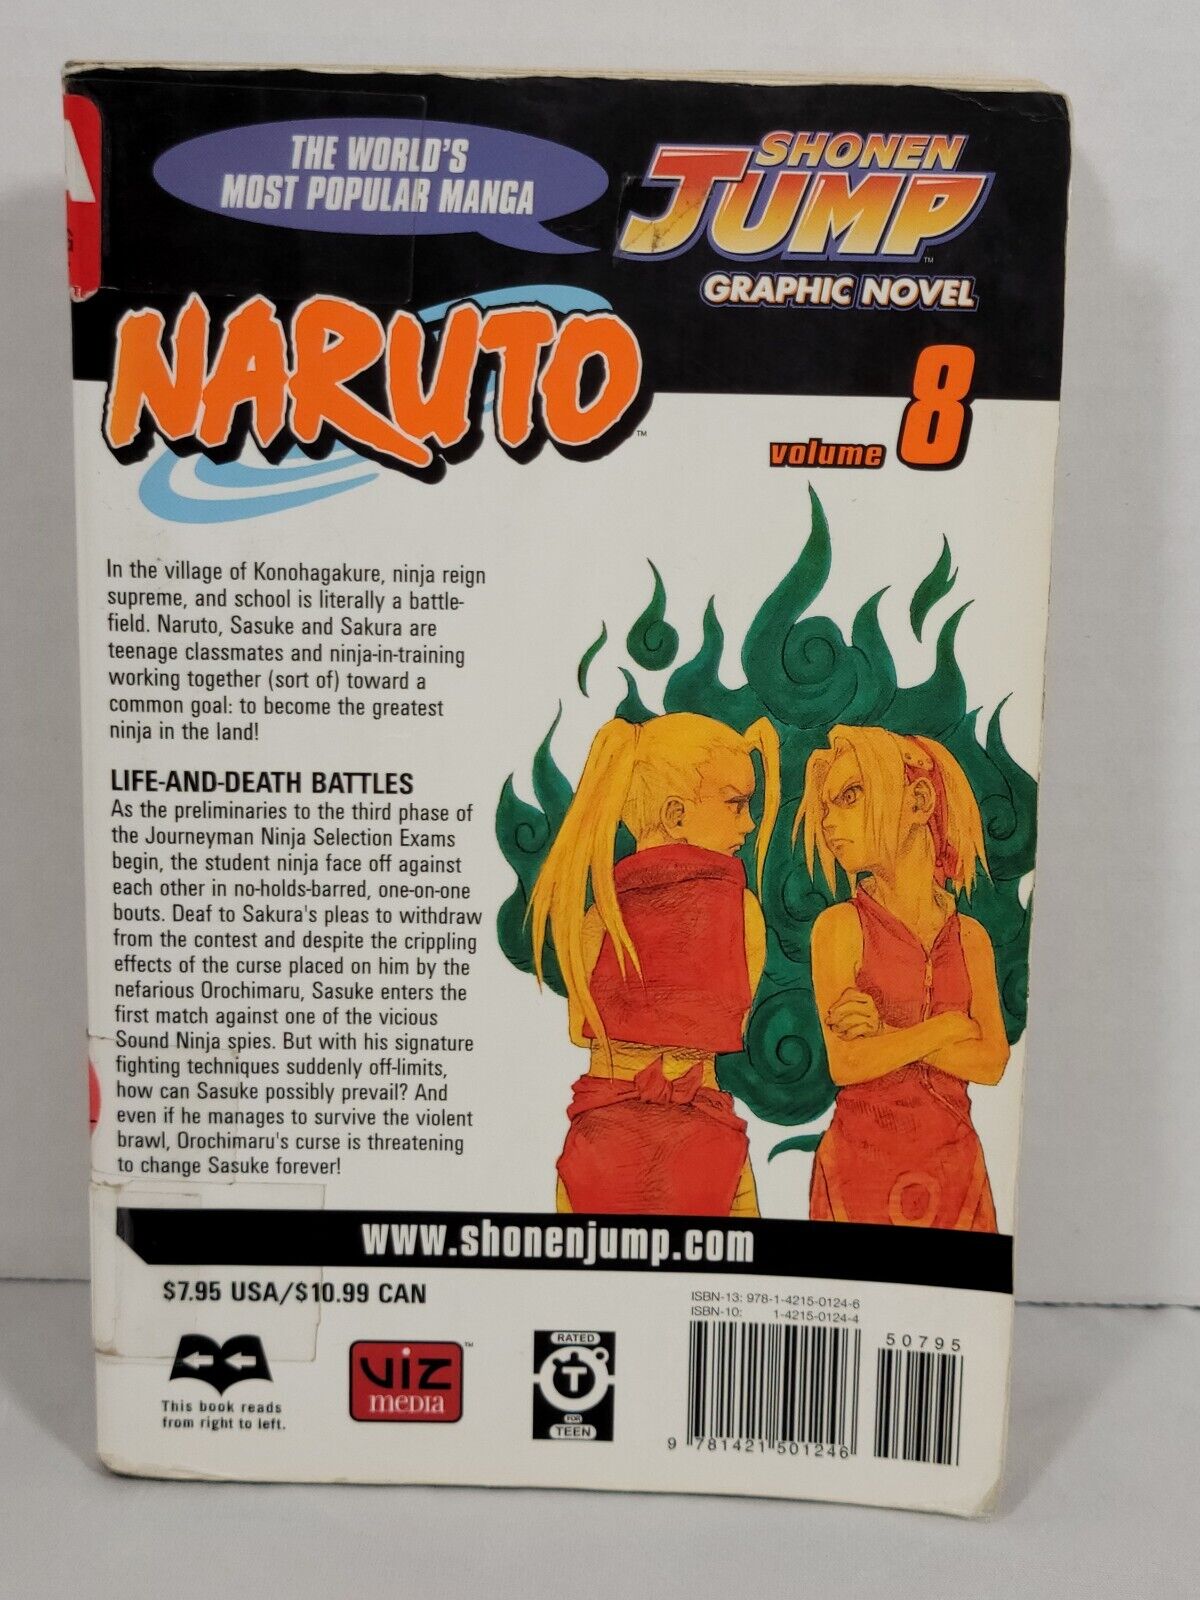 THE WORLD'S
MOST POPULAR MANGA
SHONEN
JUMP
™
GRAPHIC NOVEL
NARUTO
™
volume 8
In the village of Konohagakure, ninja reign
supreme, and school is literally a battle-
field. Naruto, Sasuke and Sakura are
teenage classmates and ninja-in-training
working together (sort of) toward a
common goal: to become the greatest
ninja in the land!
LIFE-AND-DEATH BATTLES
As the preliminaries to the third phase of
the Journeyman Ninja Selection Exams
begin, the student ninja face off against
each other in no-holds-barred, one-on-one
bouts. Deaf to Sakura's pleas to withdraw
from the contest and despite the crippling
effects of the curse placed on him by the
nefarious Orochimaru, Sasuke enters the
first match against one of the vicious
Sound Ninja spies. But with his signature
fighting techniques suddenly off-limits,
how can Sasuke possibly prevail? And
even if he manages to survive the violent
brawl, Orochimaru's curse is threatening
to change Sasuke forever!
www.shonenjump.com
$7.95 USA/$10.99 CAN
This book reads
from right to left.
VIZ
media
™
RATED
T
FOR
TEEN
ISBN-13: 978-1-4215-0124-6
ISBN-10: 1-4215-0124-4
50795
9 781421 501246